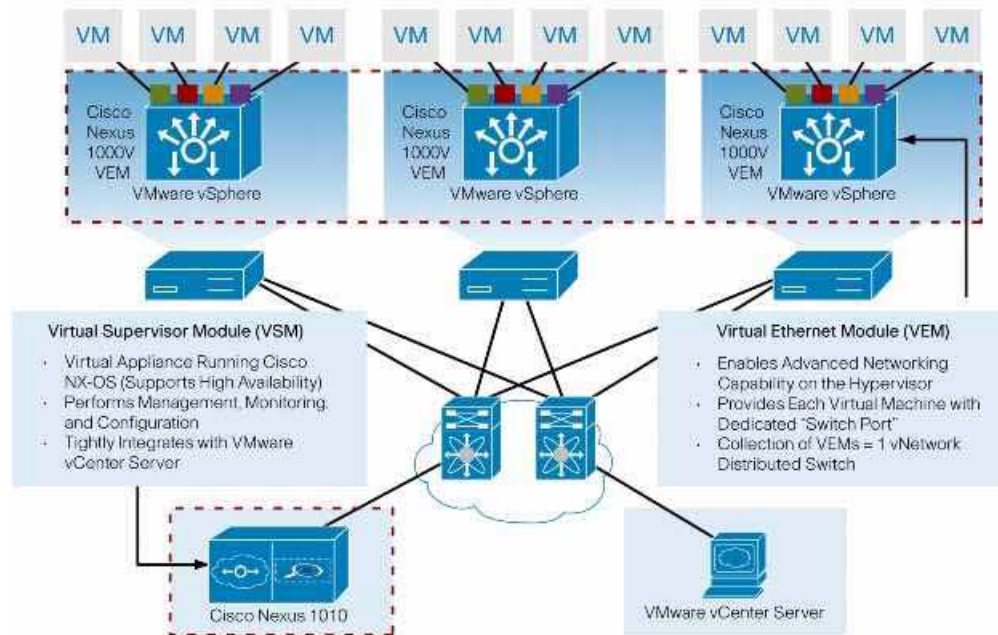 VM VM VM VM VM VM VM VM VM VM VM VM
Cisco
Nexus
1000V
VEM
VMware vSphere
Cisco
Nexus
1000V
VEM
VMware vSphere
Cisco
Nexus
1000V
VEM
VMware vSphere
Virtual Supervisor Module (VSM)
· Virtual Appliance Running Cisco
NX-OS (Supports High Availability)
· Performs Management, Monitoring,
and Configuration
· Tightly Integrates with VMware
vCenter Server
Virtual Ethernet Module (VEM)
· Enables Advanced Networking
Capability on the Hypervisor
· Provides Each Virtual Machine with
Dedicated "Switch Port"
· Collection of VEMs = 1 vNetwork
Distributed Switch
Cisco Nexus 1010
VMware vCenter Server